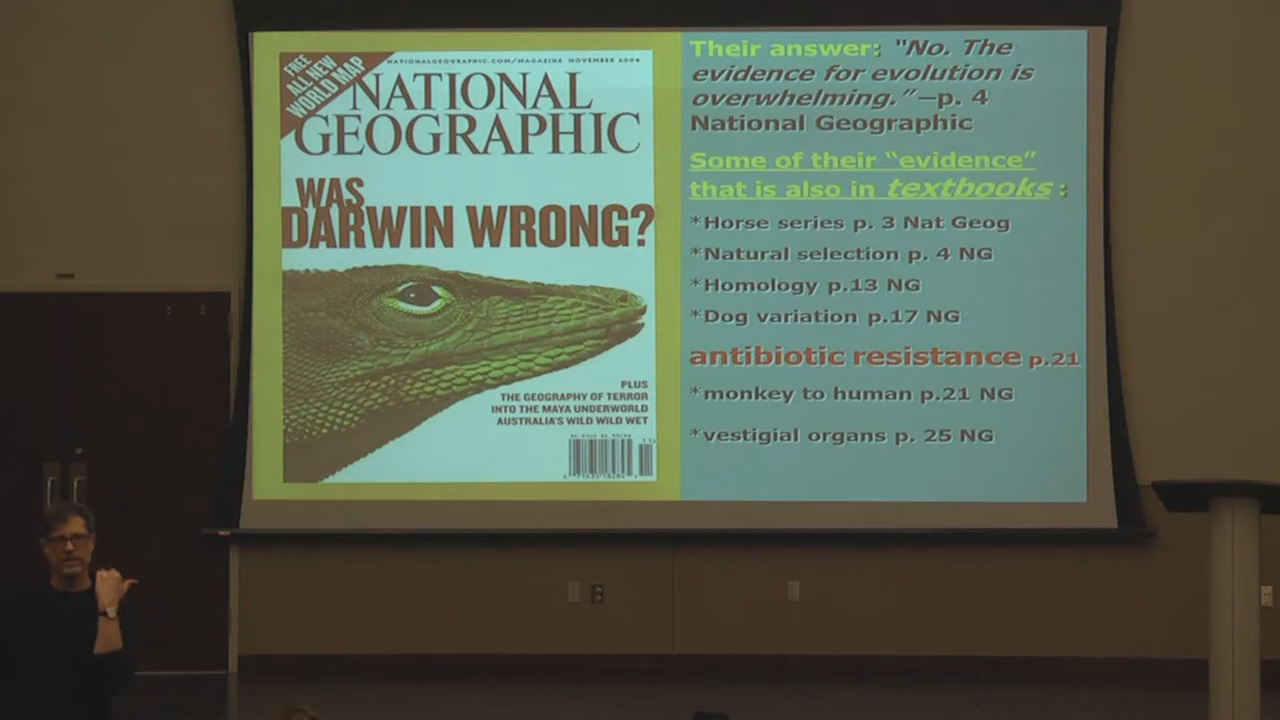 FREE
ALL NEW
WORLD MAP
NATIONALGEOGRAPHIC.COM/MAGAZINE NOVEMBER 2004
NATIONAL
GEOGRAPHIC
WAS
DARWIN WRONG?
PLUS
THE GEOGRAPHY OF TERROR
INTO THE MAYA UNDERWORLD
AUSTRALIA'S WILD WILD WET
Their answer: "No. The
evidence for evolution is
overwhelming."—p. 4
National Geographic
Some of their “evidence”
that is also in textbooks :
*Horse series p. 3 Nat Geog
*Natural selection p. 4 NG
*Homology p.13 NG
*Dog variation p.17 NG
antibiotic resistance p.21
*monkey to human p.21 NG
*vestigial organs p. 25 NG